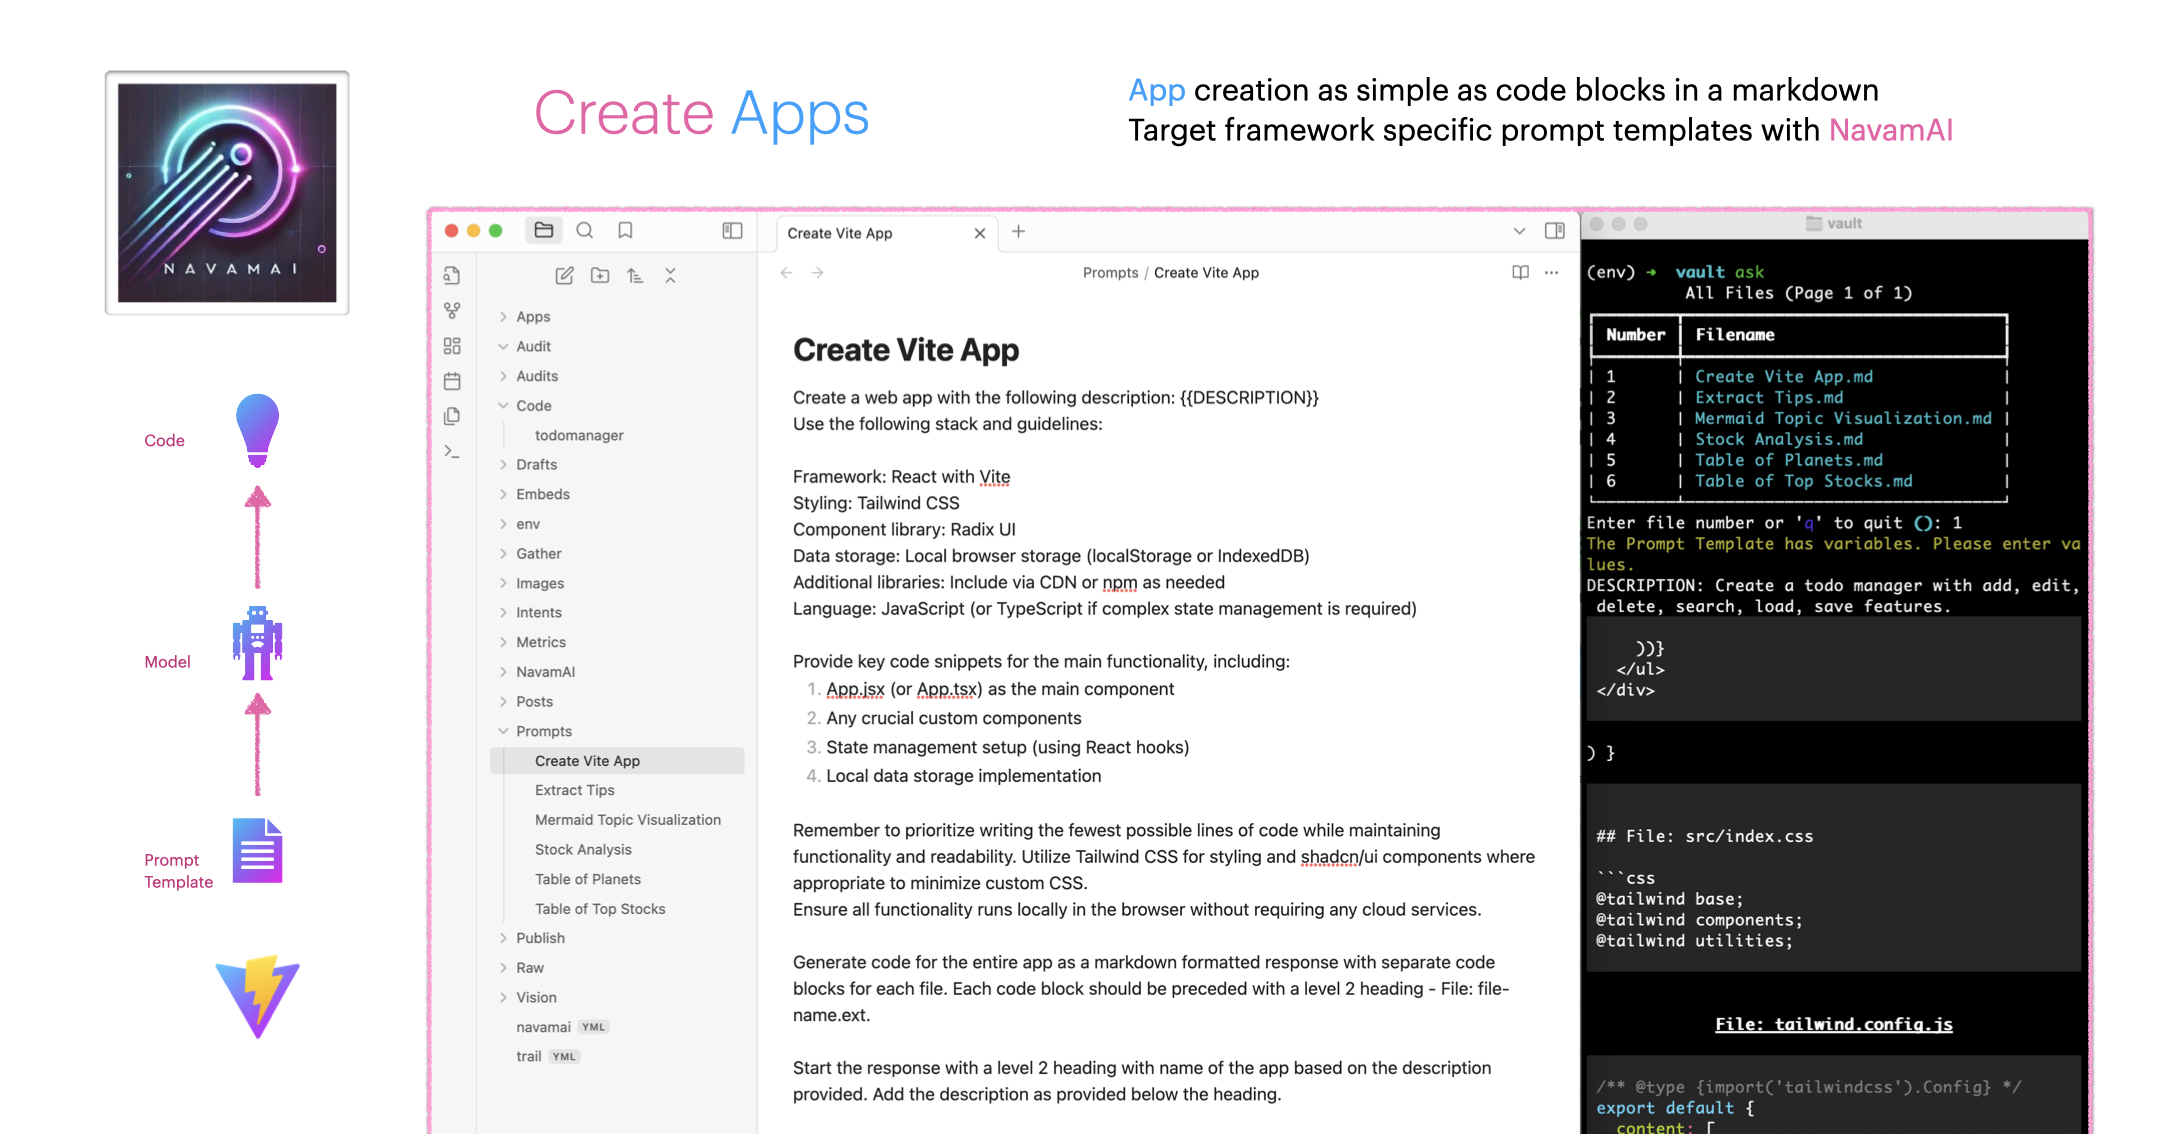 NAVAMAI
Create Apps
App creation as simple as code blocks in a markdown
Target framework specific prompt templates with NavamAI
Code
Model
Prompt
Template
Apps
Audit
Audits
Code
todomanager
Drafts
Embeds
env
Gather
Images
Intents
Metrics
NavamAI
Posts
Prompts
Create Vite App
Extract Tips
Mermaid Topic Visualization
Stock Analysis
Table of Planets
Table of Top Stocks
Publish
Raw
Vision
navamai YML
trail YML
Create Vite App
Prompts / Create Vite App
Create Vite App
Create a web app with the following description: {{DESCRIPTION}}
Use the following stack and guidelines:
Framework: React with Vite
Styling: Tailwind CSS
Component library: Radix UI
Data storage: Local browser storage (localStorage or IndexedDB)
Additional libraries: Include via CDN or npm as needed
Language: JavaScript (or TypeScript if complex state management is required)
Provide key code snippets for the main functionality, including:
1. App.jsx (or App.tsx) as the main component
2. Any crucial custom components
3. State management setup (using React hooks)
4. Local data storage implementation
Remember to prioritize writing the fewest possible lines of code while maintaining
functionality and readability. Utilize Tailwind CSS for styling and shadcn/ui components where
appropriate to minimize custom CSS.
Ensure all functionality runs locally in the browser without requiring any cloud services.
Generate code for the entire app as a markdown formatted response with separate code
blocks for each file. Each code block should be preceded with a level 2 heading - File: file-
name.ext.
Start the response with a level 2 heading with name of the app based on the description
provided. Add the description as provided below the heading.
vault
(env) → vault ask
All Files (Page 1 of 1)
Number | Filename
1 | Create Vite App.md
2 | Extract Tips.md
3 | Mermaid Topic Visualization.md
4 | Stock Analysis.md
5 | Table of Planets.md
6 | Table of Top Stocks.md
Enter file number or 'q' to quit (): 1
The Prompt Template has variables. Please enter va
lues.
DESCRIPTION: Create a todo manager with add, edit,
delete, search, load, save features.
))}
</ul>
</div>
) }
## File: src/index.css
```css
@tailwind base;
@tailwind components;
@tailwind utilities;
File: tailwind.config.js
/** @type {import('tailwindcss').Config} */
export default {
content: [